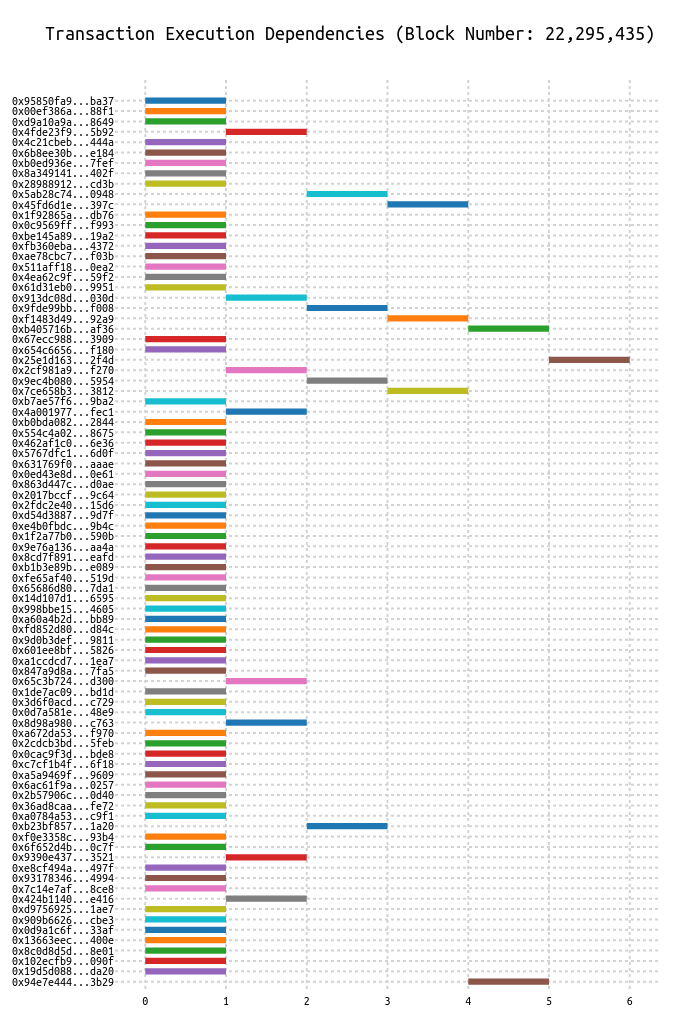 Transaction Execution Dependencies (Block Number: 22,295,435)
0x95850fa9...ba37
0x00ef386a...88f1
0xd9a10a9a...8649
0x4fde23f9...5b92
0x4c21cbeb...444a
0x6b8ee30b...e184
0xb0ed936e...7fef
0x8a349141...402f
0x28988912...cd3b
0x5ab28c74...0948
0x45fd6d1e...397c
0x1f92865a...db76
0x0c9569ff...f993
0xbe145a89...19a2
0xfb360eba...4372
0xae78cbc7...f03b
0x511aff18...0ea2
0x4ea62c9f...59f2
0x61d31eb0...9951
0x913dc08d...030d
0x9fde99bb...f008
0xf1483d49...92a9
0xb405716b...af36
0x67ecc988...3909
0x654c6656...f180
0x25e1d163...2f4d
0x2cf981a9...f270
0x9ec4b080...5954
0x7ce658b3...3812
0xb7ae57f6...9ba2
0x4a001977...fec1
0xb0bda082...2844
0x554c4a02...8675
0x462af1c0...6e36
0x5767dfc1...6d0f
0x631769f0...aaae
0x0ed43e8d...0e61
0x863d447c...d0ae
0x2017bccf...9c64
0x2fdc2e40...15d6
0xd54d3887...9d7f
0xe4b0fbdc...9b4c
0x1f2a77b0...590b
0x9e76a136...aa4a
0x8cd7f891...eafd
0xb1b3e89b...e089
0xfe65af40...519d
0x65686d80...7da1
0x14d107d1...6595
0x998bbe15...4605
0xa60a4b2d...bb89
0xfd852d80...d84c
0x9d0b3def...9811
0x601ee8bf...5826
0xa1ccdcd7...1ea7
0x847a9d8a...7fa5
0x65c3b724...d300
0x1de7ac09...bd1d
0x3d6f0acd...c729
0x0d7a581e...48e9
0x8d98a980...c763
0xa672da53...f970
0x2cdcb3bd...5feb
0x0cac9f3d...bde8
0xc7cf1b4f...6f18
0xa5a9469f...9609
0x6ac61f9a...0257
0x2b57906c...0d40
0x36ad8caa...fe72
0xa0784a53...c9f1
0xb23bf857...1a20
0xf0e3358c...93b4
0x6f652d4b...0c7f
0x9390e437...3521
0xe8cf494a...497f
0x93178346...4994
0x7c14e7af...8ce8
0x424b1140...e416
0xd9756925...1ae7
0x909b6626...cbe3
0x0d9a1c6f...33af
0x13663eec...400e
0x8c0d8d5d...8e01
0x102ecfb9...090f
0x19d5d088...da20
0x94e7e444...3b29
0 1 2 3 4 5 6